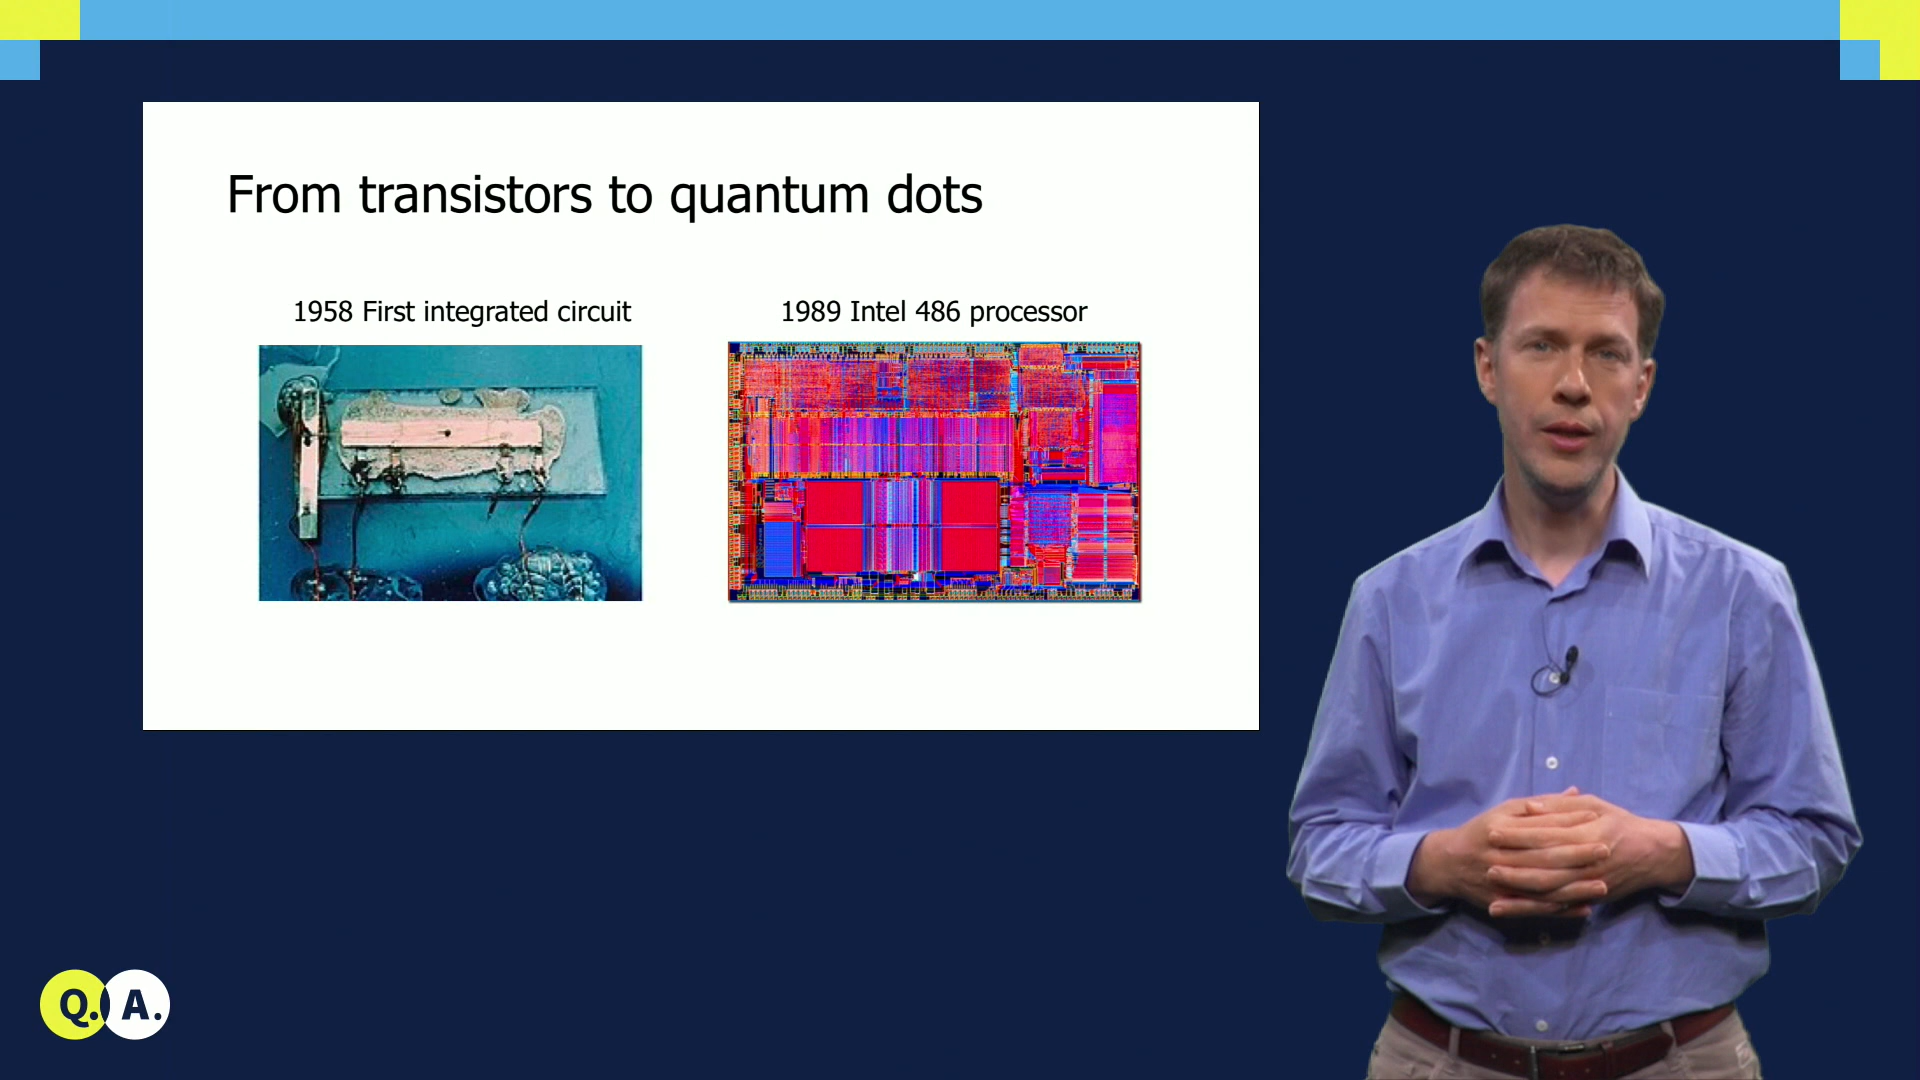 From transistors to quantum dots
1958 First integrated circuit
1989 Intel 486 processor
Q. A.